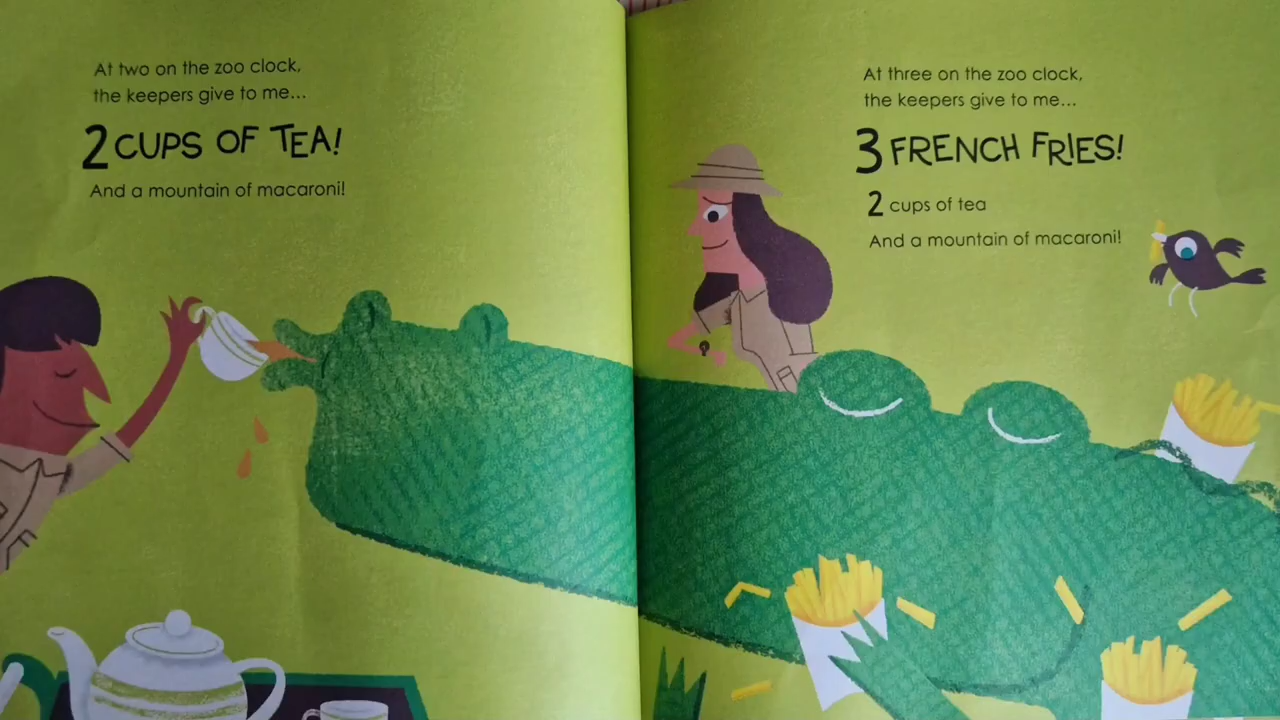 At two on the zoo clock,
the keepers give to me...
2 CUPS OF TEA!
And a mountain of macaroni!
At three on the zoo clock,
the keepers give to me...
3 FRENCH FRIES!
2 cups of tea
And a mountain of macaroni!